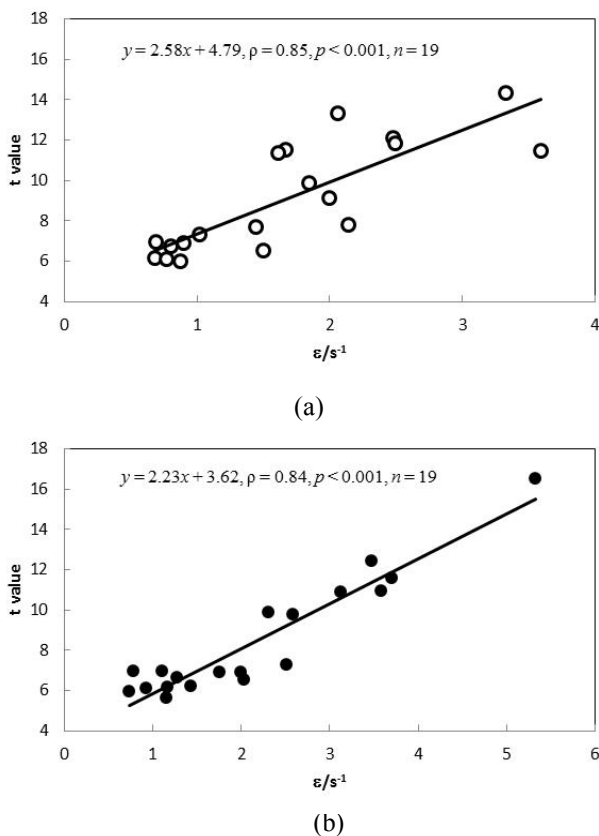 18
16
14
12
10
8
6
4
t value
y = 2.58x + 4.79, ρ = 0.85, p < 0.001, n = 19
0 1 2 3 4
ε/s⁻¹
(a)
18
16
14
12
10
8
6
4
t value
y = 2.23x + 3.62, ρ = 0.84, p < 0.001, n = 19
0 1 2 3 4 5 6
ε/s⁻¹
(b)